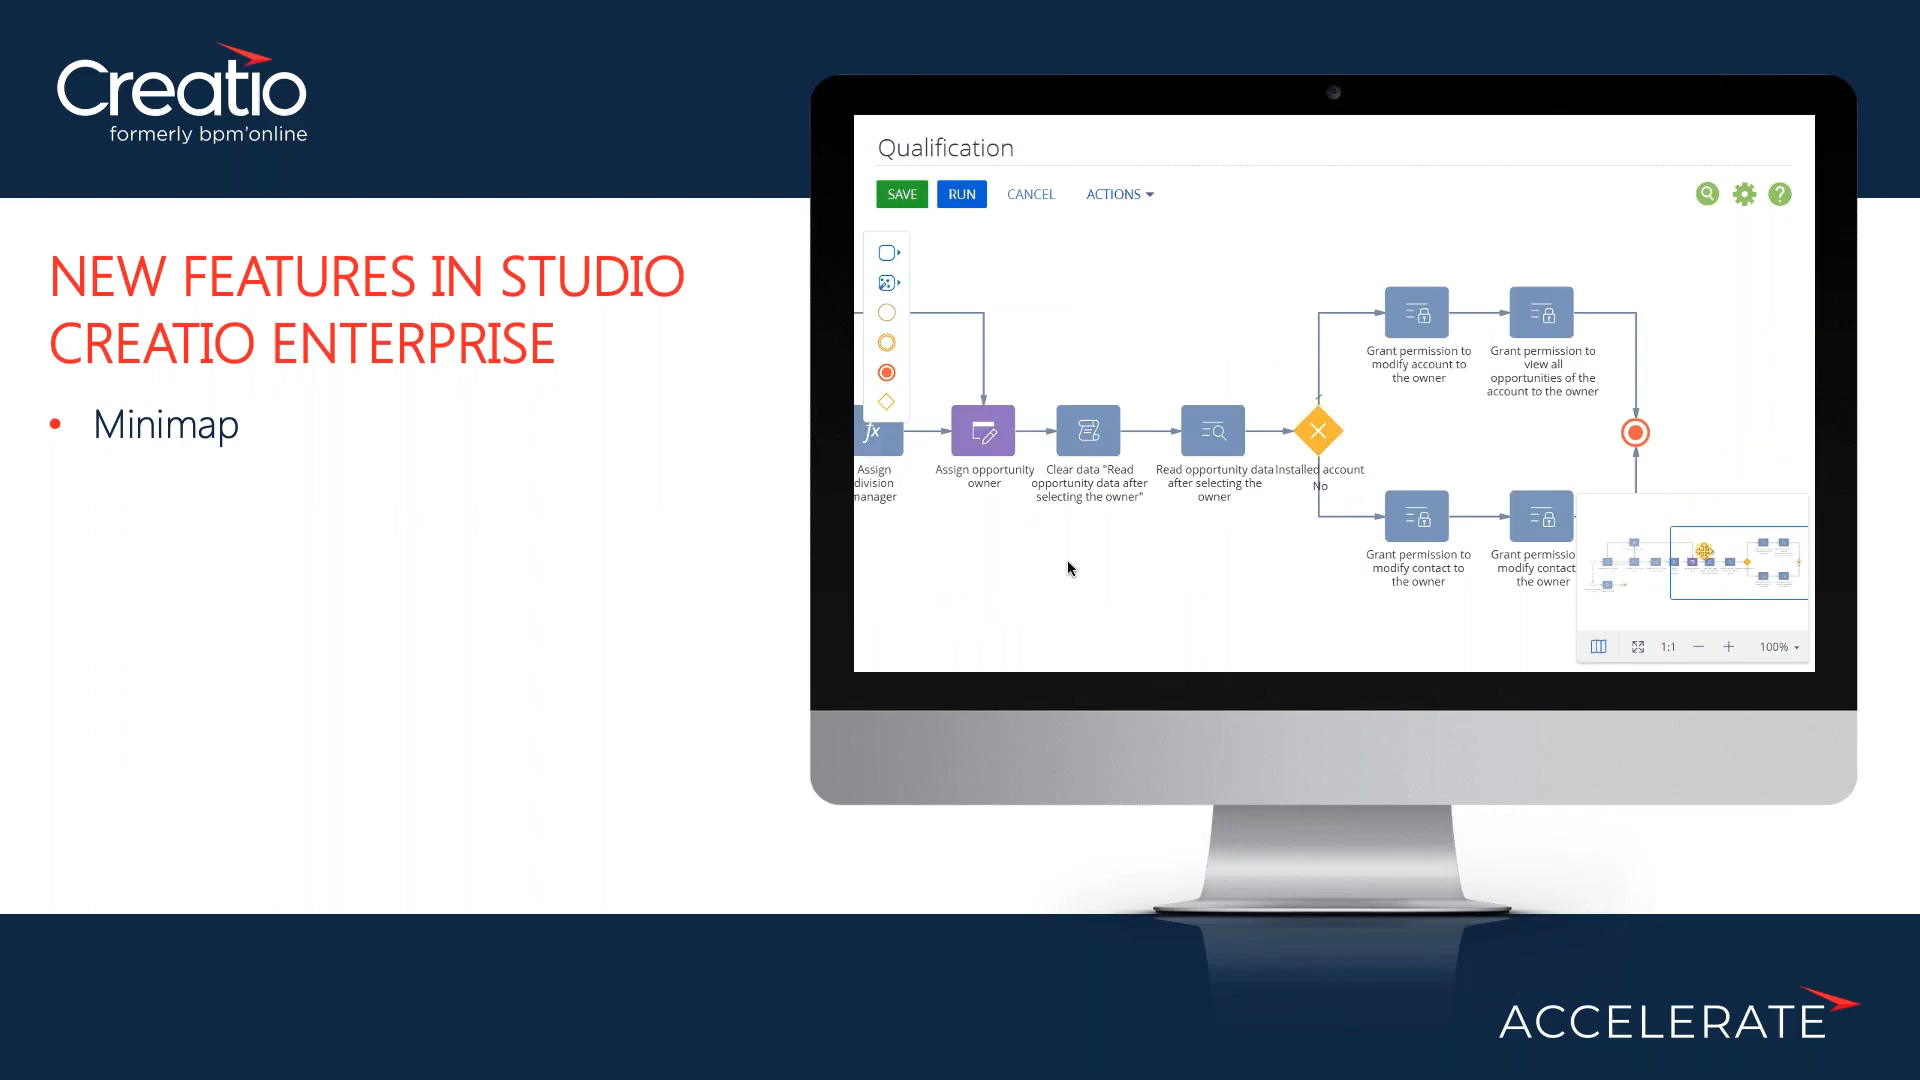 Creatio
formerly bpm'online
NEW FEATURES IN STUDIO
CREATIO ENTERPRISE
• Minimap
Qualification
SAVE
RUN
CANCEL
ACTIONS
fx
Assign
division
manager
Assign opportunity
owner
Clear data "Read
opportunity data after
selecting the owner"
Read opportunity data
after selecting the
owner
Installed account
No
Grant permission to
modify account to
the owner
Grant permission to
view all
opportunities of the
account to the owner
Grant permission to
modify contact to
the owner
Grant permissio
modify contact
the owner
1:1
100%
ACCELERATE